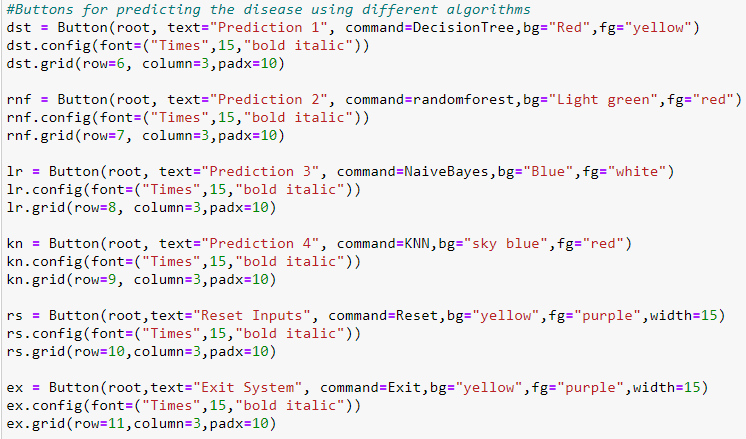 #Buttons for predicting the disease using different algorithms
dst = Button(root, text="Prediction 1", command=DecisionTree,bg="Red",fg="yellow")
dst.config(font=("Times",15,"bold italic"))
dst.grid(row=6, column=3,padx=10)

rnf = Button(root, text="Prediction 2", command=randomforest,bg="Light green",fg="red")
rnf.config(font=("Times",15,"bold italic"))
rnf.grid(row=7, column=3,padx=10)

lr = Button(root, text="Prediction 3", command=NaiveBayes,bg="Blue",fg="white")
lr.config(font=("Times",15,"bold italic"))
lr.grid(row=8, column=3,padx=10)

kn = Button(root, text="Prediction 4", command=KNN,bg="sky blue",fg="red")
kn.config(font=("Times",15,"bold italic"))
kn.grid(row=9, column=3,padx=10)

rs = Button(root,text="Reset Inputs", command=Reset,bg="yellow",fg="purple",width=15)
rs.config(font=("Times",15,"bold italic"))
rs.grid(row=10,column=3,padx=10)

ex = Button(root,text="Exit System", command=Exit,bg="yellow",fg="purple",width=15)
ex.config(font=("Times",15,"bold italic"))
ex.grid(row=11,column=3,padx=10)